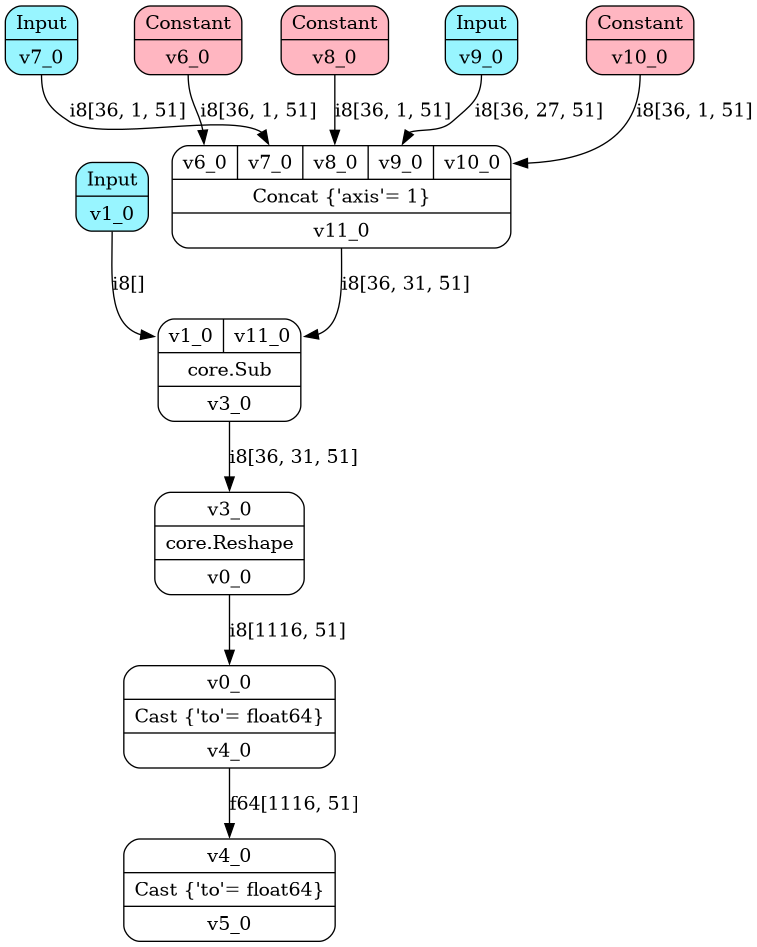 Input
v7_0
Constant
v6_0
Constant
v8_0
Input
v9_0
Constant
v10_0
i8[36, 1, 51]
i8[36, 1, 51]
i8[36, 1, 51]
i8[36, 27, 51]
i8[36, 1, 51]
Input
v1_0
v6_0 v7_0 v8_0 v9_0 v10_0
Concat {'axis'= 1}
v11_0
i8[]
i8[36, 31, 51]
v1_0 v11_0
core.Sub
v3_0
i8[36, 31, 51]
v3_0
core.Reshape
v0_0
i8[1116, 51]
v0_0
Cast {'to'= float64}
v4_0
f64[1116, 51]
v4_0
Cast {'to'= float64}
v5_0